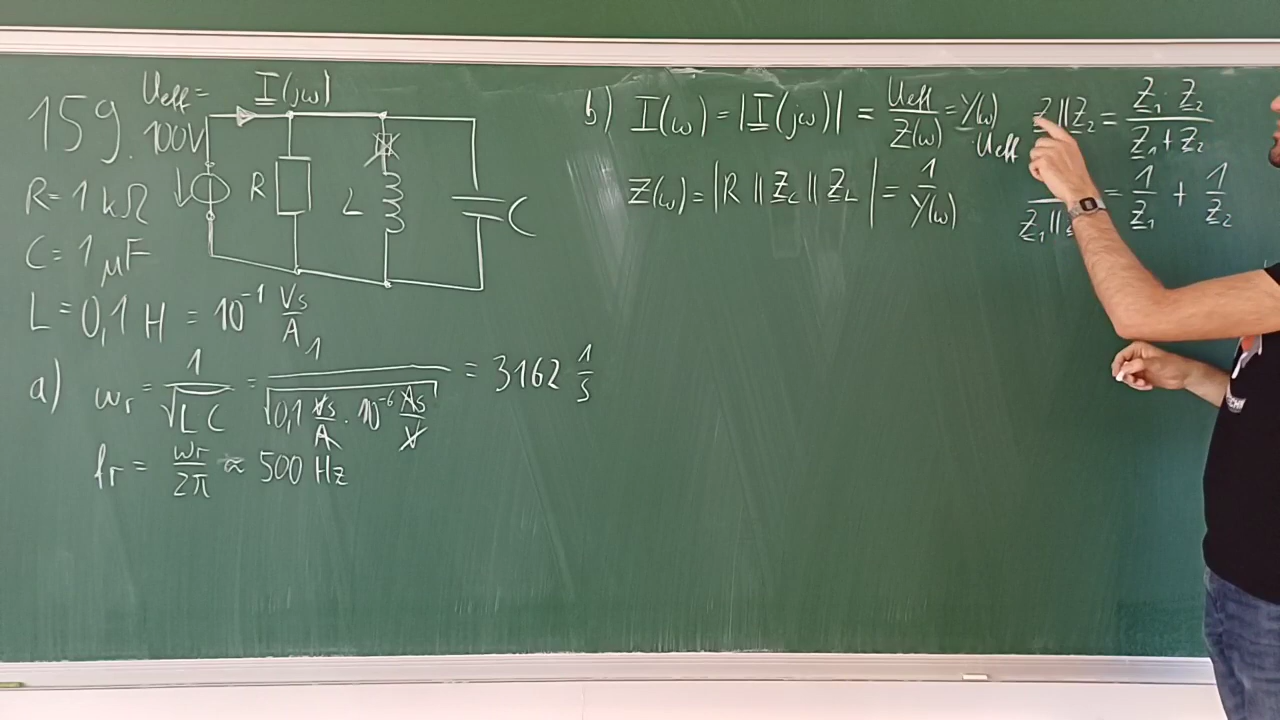 159.
Ueff =
100V
I(jω)
R
L
C
R = 1 kΩ
C = 1 μF
L = 0,1 H = 10⁻¹ Vs/A
a) ωr = 1/√(LC) = 1/√(0,1 Vs/A · 10⁻⁶ As/V) = 3162 1/s
fr = ωr/2π ≈ 500 Hz
b) I(ω) = |I(jω)| = Ueff/Z(ω) = Y(ω) · Ueff
Z(ω) = |R || Z_C || Z_L| = 1/Y(ω)
Z || Z₂ = Z₁ · Z₂/(Z₁ + Z₂)
Z₁ || = 1/Z₁ + 1/Z₂